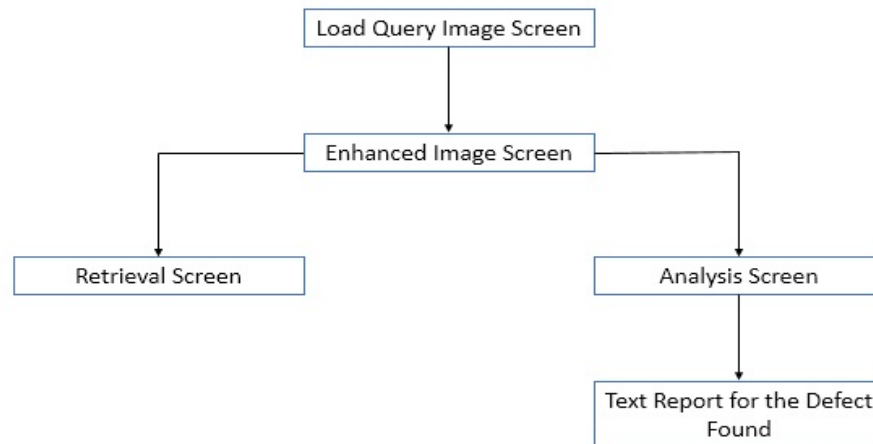 Load Query Image Screen
Enhanced Image Screen
Retrieval Screen
Analysis Screen
Text Report for the Defect
Found